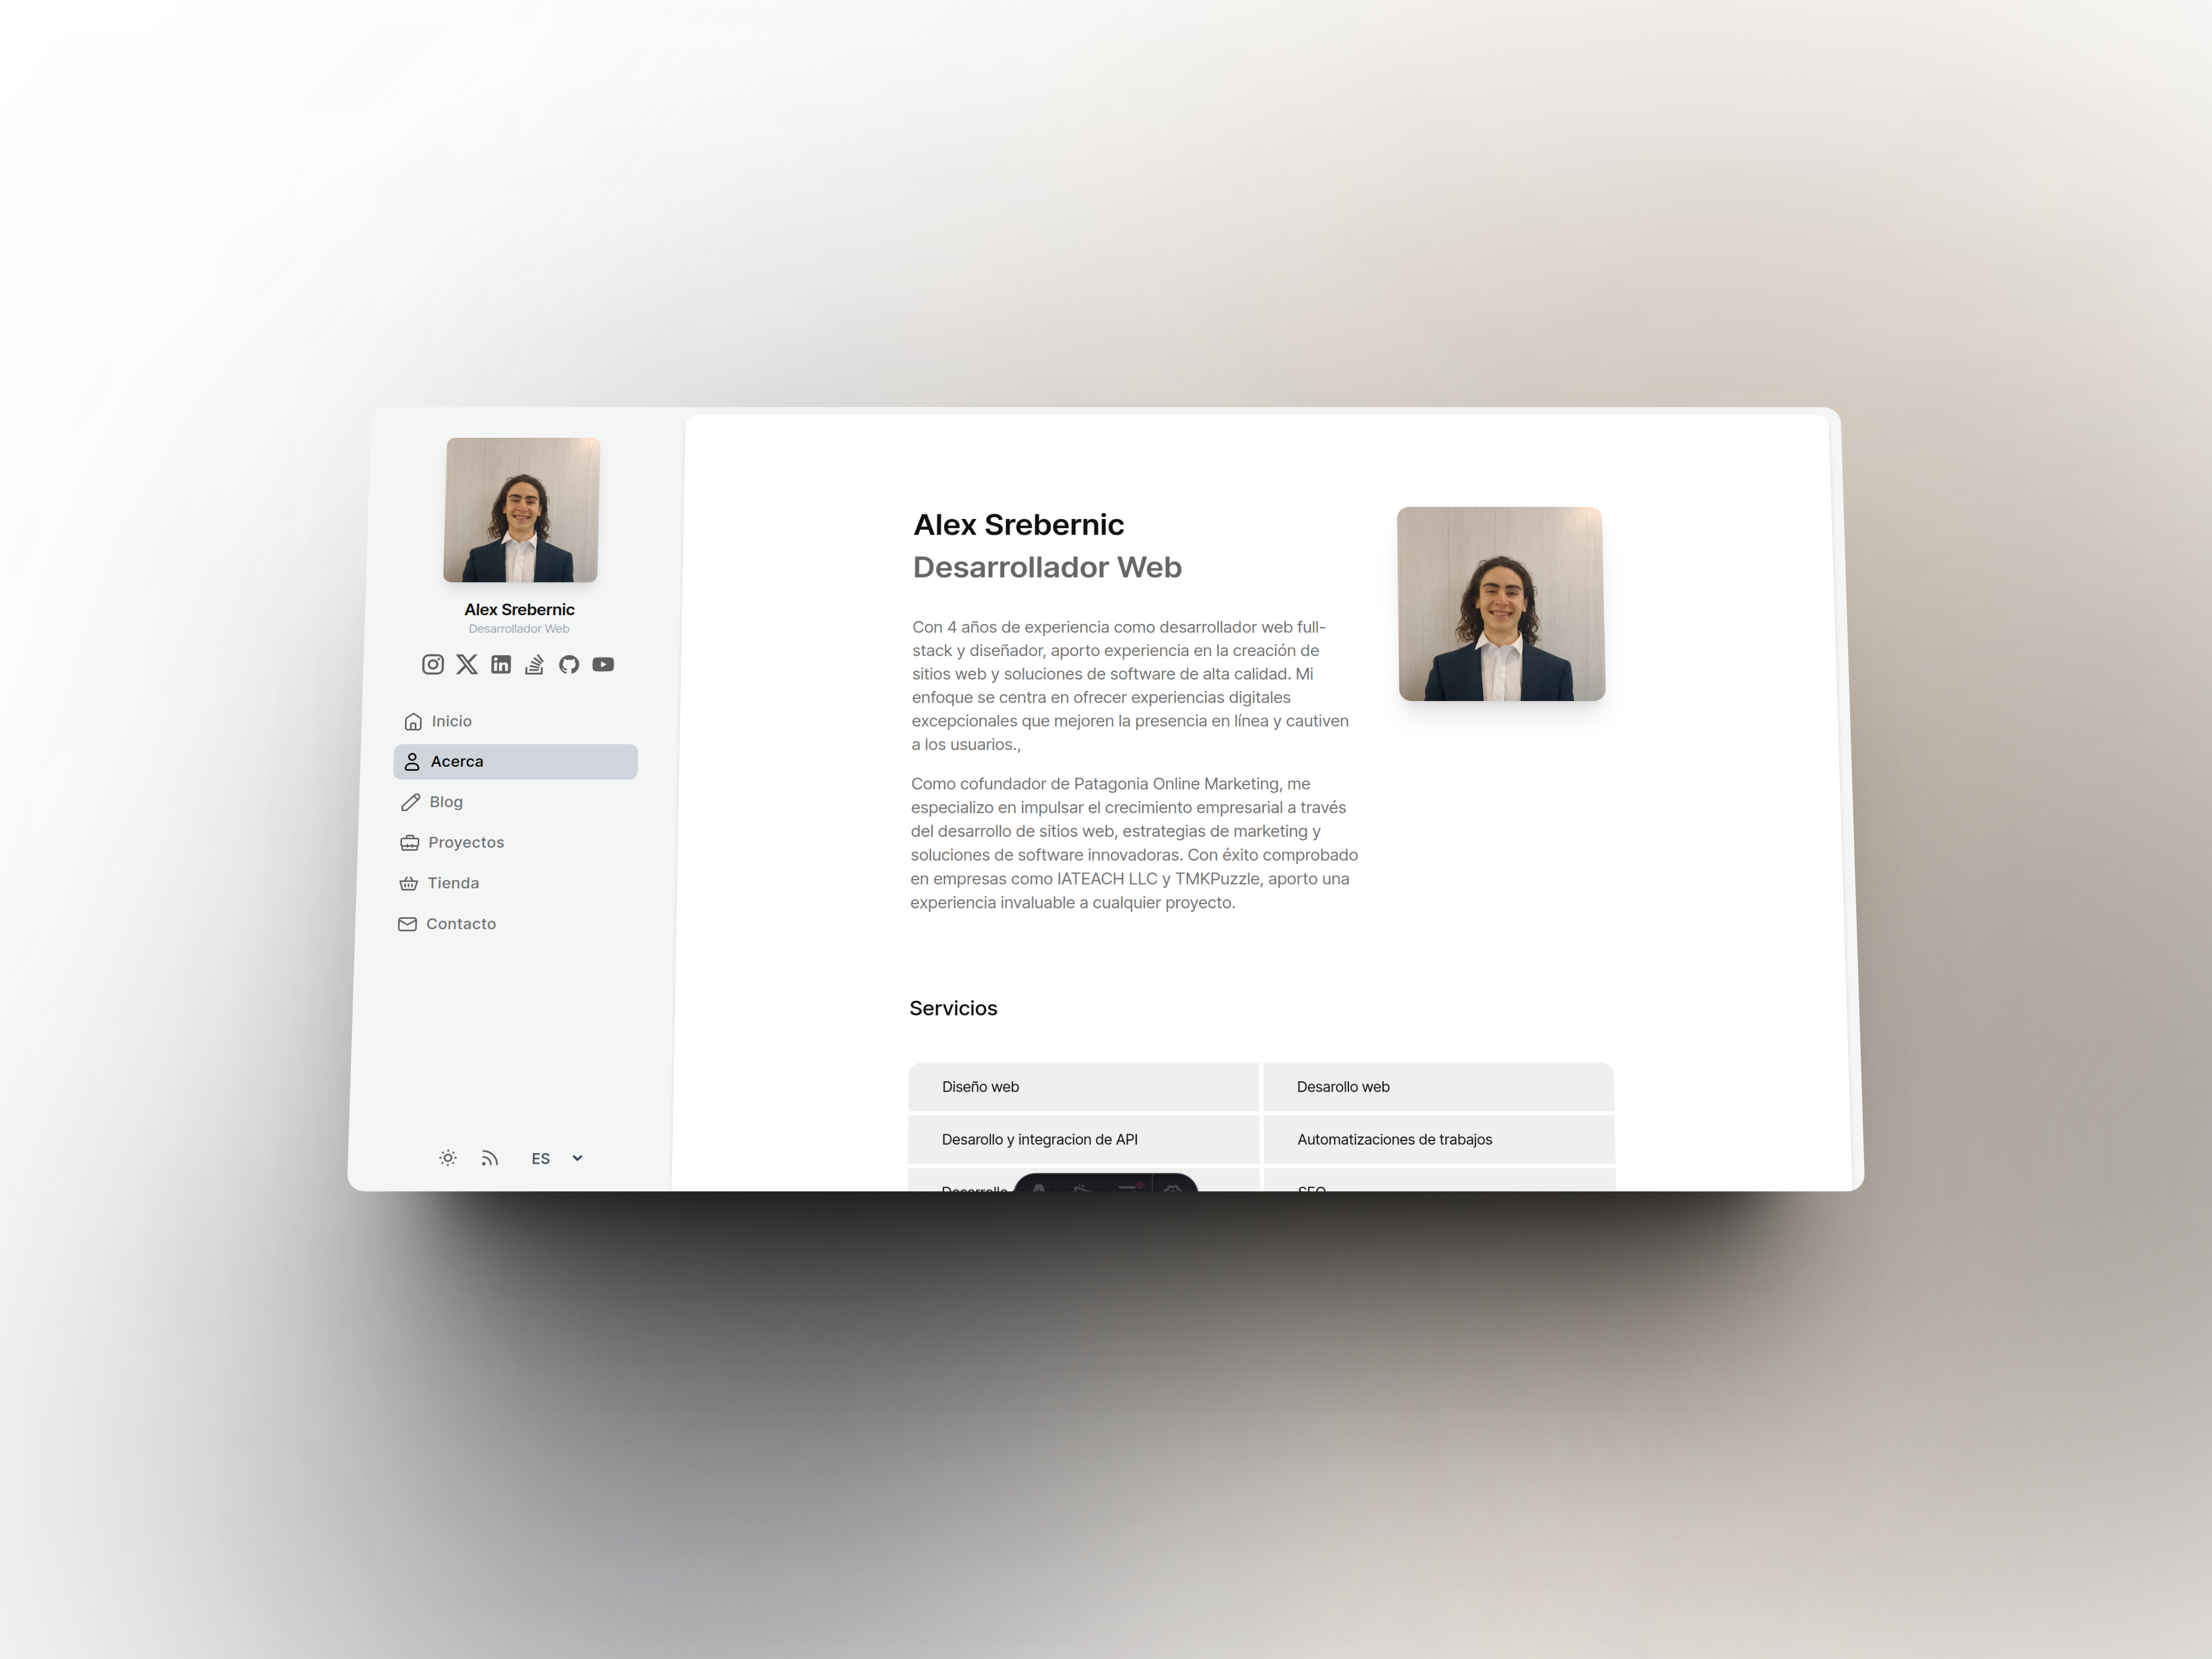 Alex Srebernic
Desarrollador Web
Inicio
Acerca
Blog
Proyectos
Tienda
Contacto
ES
Alex Srebernic
Desarrollador Web
Con 4 años de experiencia como desarrollador web full-
stack y diseñador, aporto experiencia en la creación de
sitios web y soluciones de software de alta calidad. Mi
enfoque se centra en ofrecer experiencias digitales
excepcionales que mejoren la presencia en línea y cautiven
a los usuarios.,
Como cofundador de Patagonia Online Marketing, me
especializo en impulsar el crecimiento empresarial a través
del desarrollo de sitios web, estrategias de marketing y
soluciones de software innovadoras. Con éxito comprobado
en empresas como IATEACH LLC y TMKPuzzle, aporto una
experiencia invaluable a cualquier proyecto.
Servicios
Diseño web
Desarollo web
Desarollo y integracion de API
Automatizaciones de trabajos
SEO